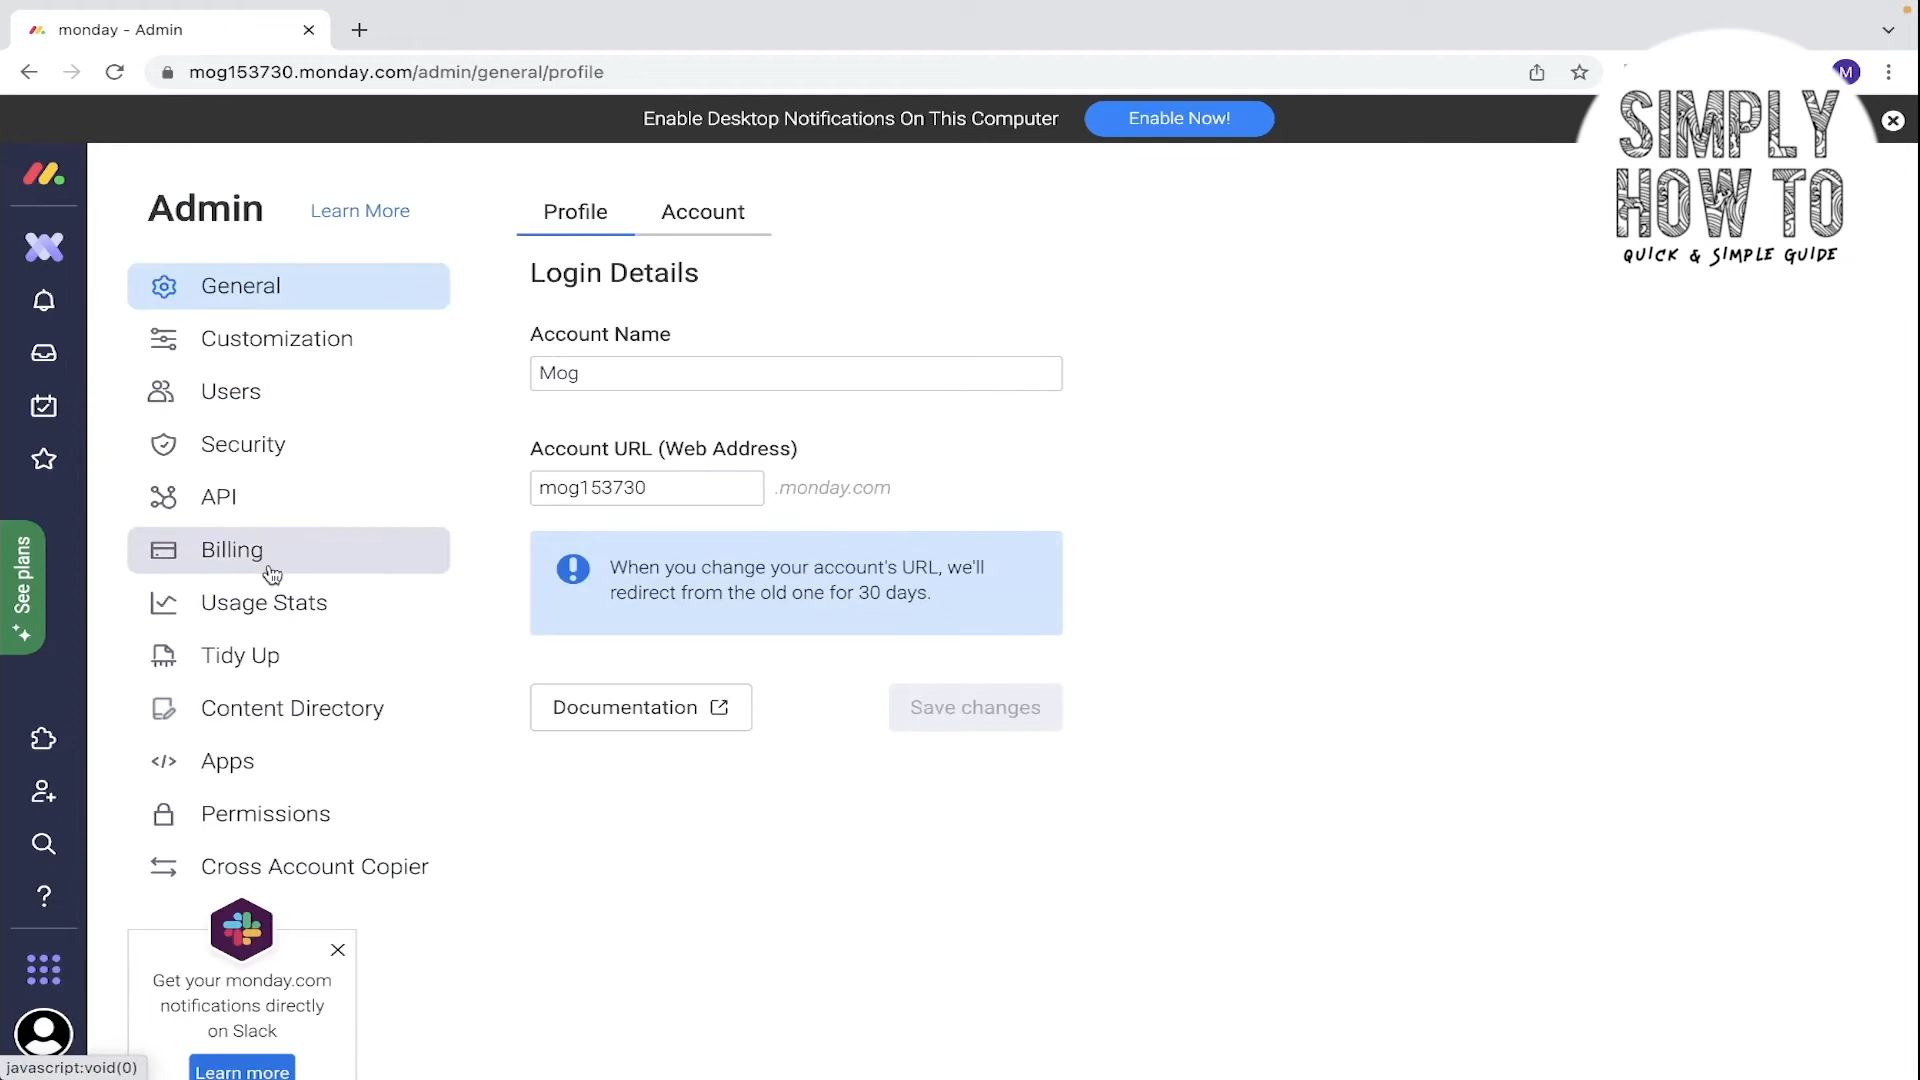 monday - Admin
mog153730.monday.com/admin/general/profile
M
Enable Desktop Notifications On This Computer
Enable Now!
SIMPLY
HOW TO
QUICK & SIMPLE GUIDE
Admin
Learn More
General
Customization
Users
Security
API
Billing
Usage Stats
Tidy Up
Content Directory
Apps
Permissions
Cross Account Copier
See plans
Get your monday.com
notifications directly
on Slack
Learn more
Profile
Account
Login Details
Account Name
Mog
Account URL (Web Address)
mog153730
.monday.com
When you change your account's URL, we'll
redirect from the old one for 30 days.
Documentation
Save changes
javascript:void(0)